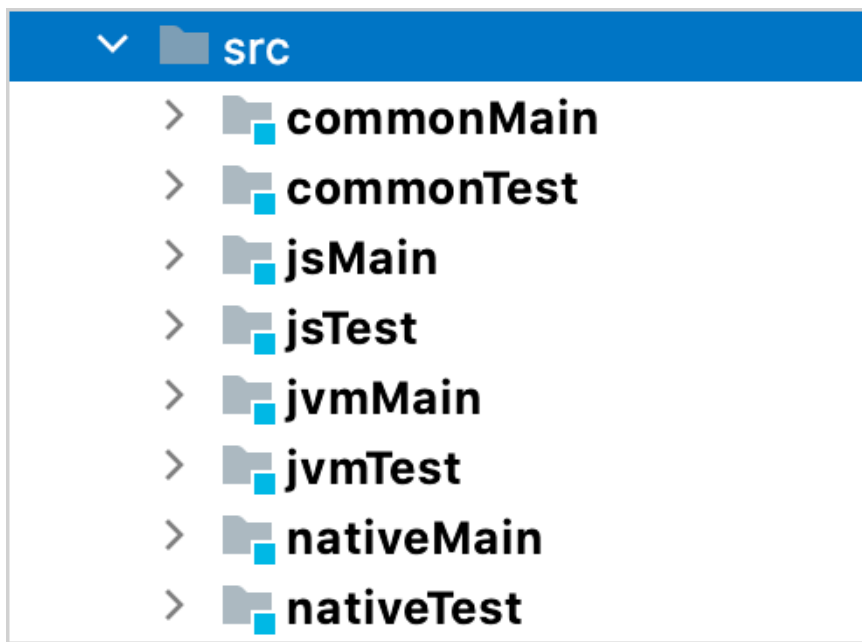 src
commonMain
commonTest
jsMain
jsTest
jvmMain
jvmTest
nativeMain
nativeTest